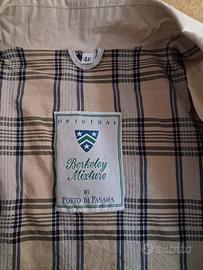 48
ORIGINAL
Berkeley
Mixture
BY
PORTO DI PANAMA
subito